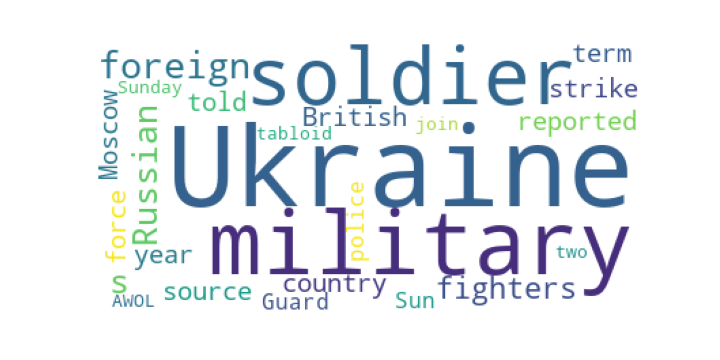 soldier
term
foreign
strike
Sunday
told
British
reported
join
tabloid
Moscow
Russian
Ukraine
force
police
military
year
two
s
source
country
fighters
AWOL
Guard
Sun